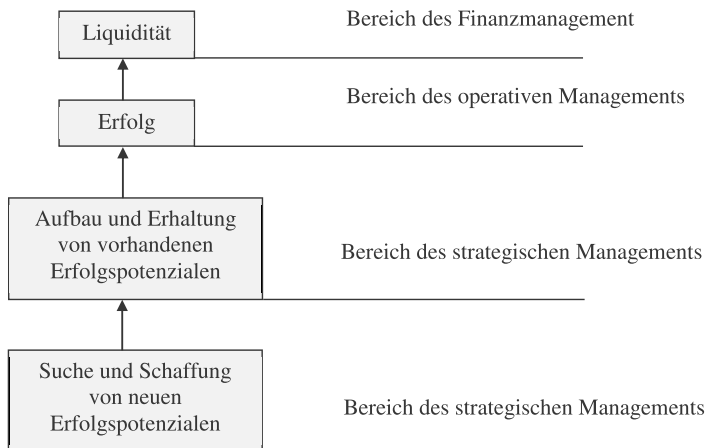 Liquidität
Bereich des Finanzmanagement
Erfolg
Bereich des operativen Managements
Aufbau und Erhaltung
von vorhandenen
Erfolgspotenzialen
Bereich des strategischen Managements
Suche und Schaffung
von neuen
Erfolgspotenzialen
Bereich des strategischen Managements